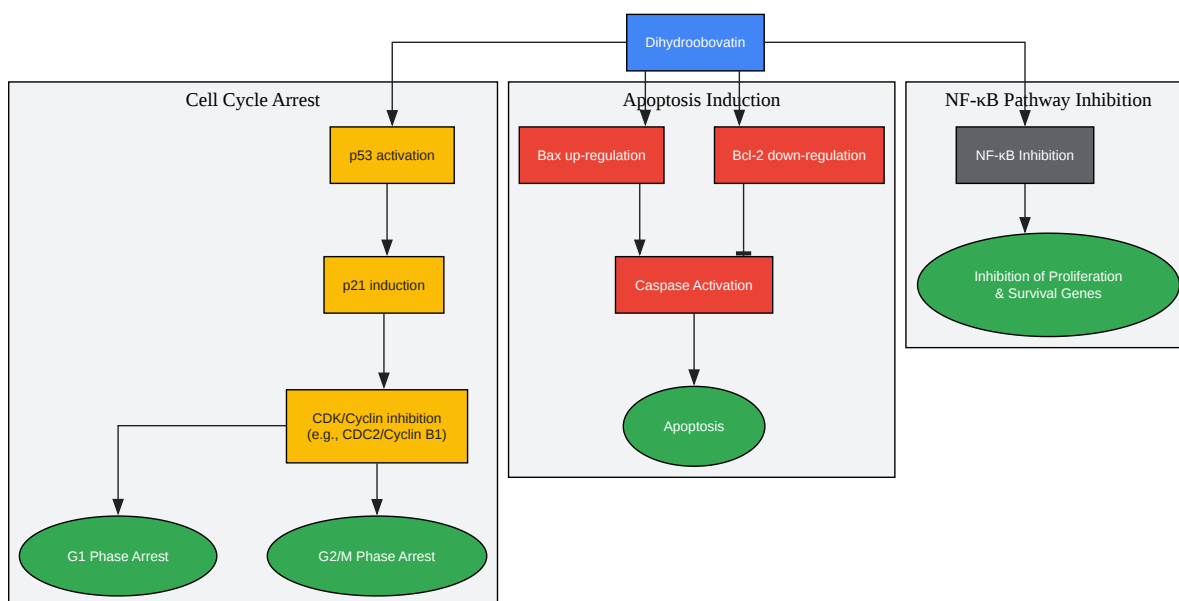 Dihydroobovatin
Cell Cycle Arrest
Apoptosis Induction
NF-κB Pathway Inhibition
p53 activation
Bax up-regulation
Bcl-2 down-regulation
NF-κB Inhibition
p21 induction
Caspase Activation
Inhibition of Proliferation
& Survival Genes
CDK/Cyclin inhibition
(e.g., CDC2/Cyclin B1)
Apoptosis
G1 Phase Arrest
G2/M Phase Arrest